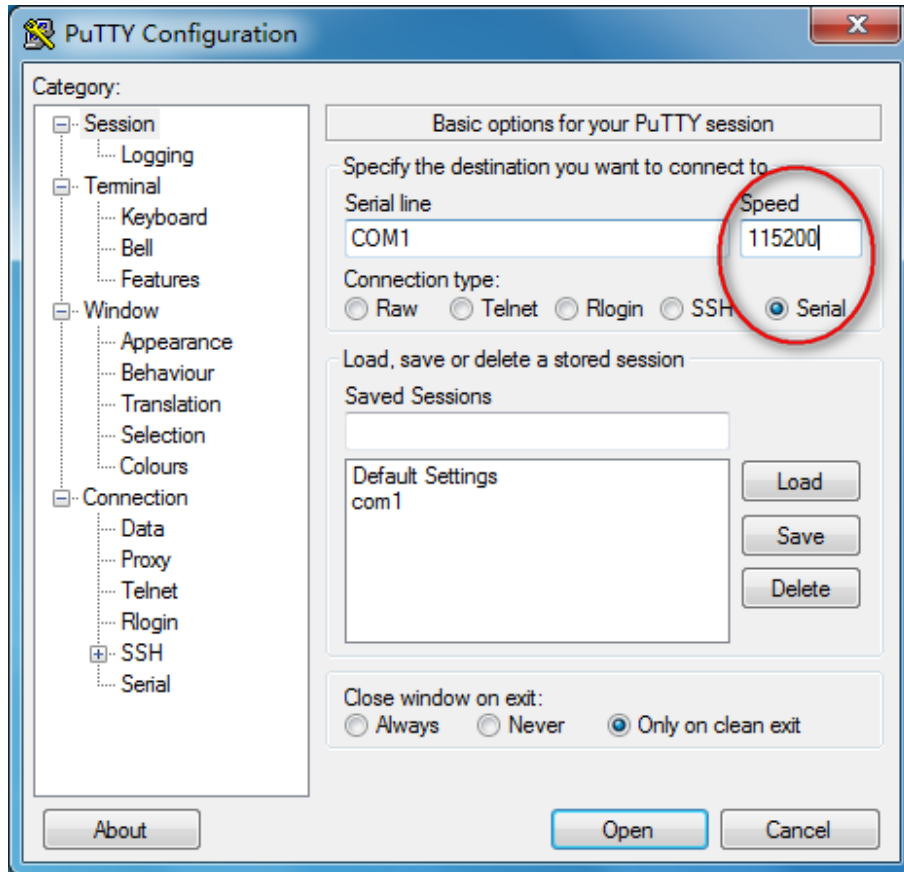 PuTTY Configuration
Category:
Session
Logging
Terminal
Keyboard
Bell
Features
Window
Appearance
Behaviour
Translation
Selection
Colours
Connection
Data
Proxy
Telnet
Rlogin
SSH
Serial
Basic options for your PuTTY session
Specify the destination you want to connect to
Serial line Speed
COM1 115200
Connection type:
Raw Telnet Rlogin SSH Serial
Load, save or delete a stored session
Saved Sessions
Default Settings
com1
Load
Save
Delete
Close window on exit:
Always Never Only on clean exit
About Open Cancel